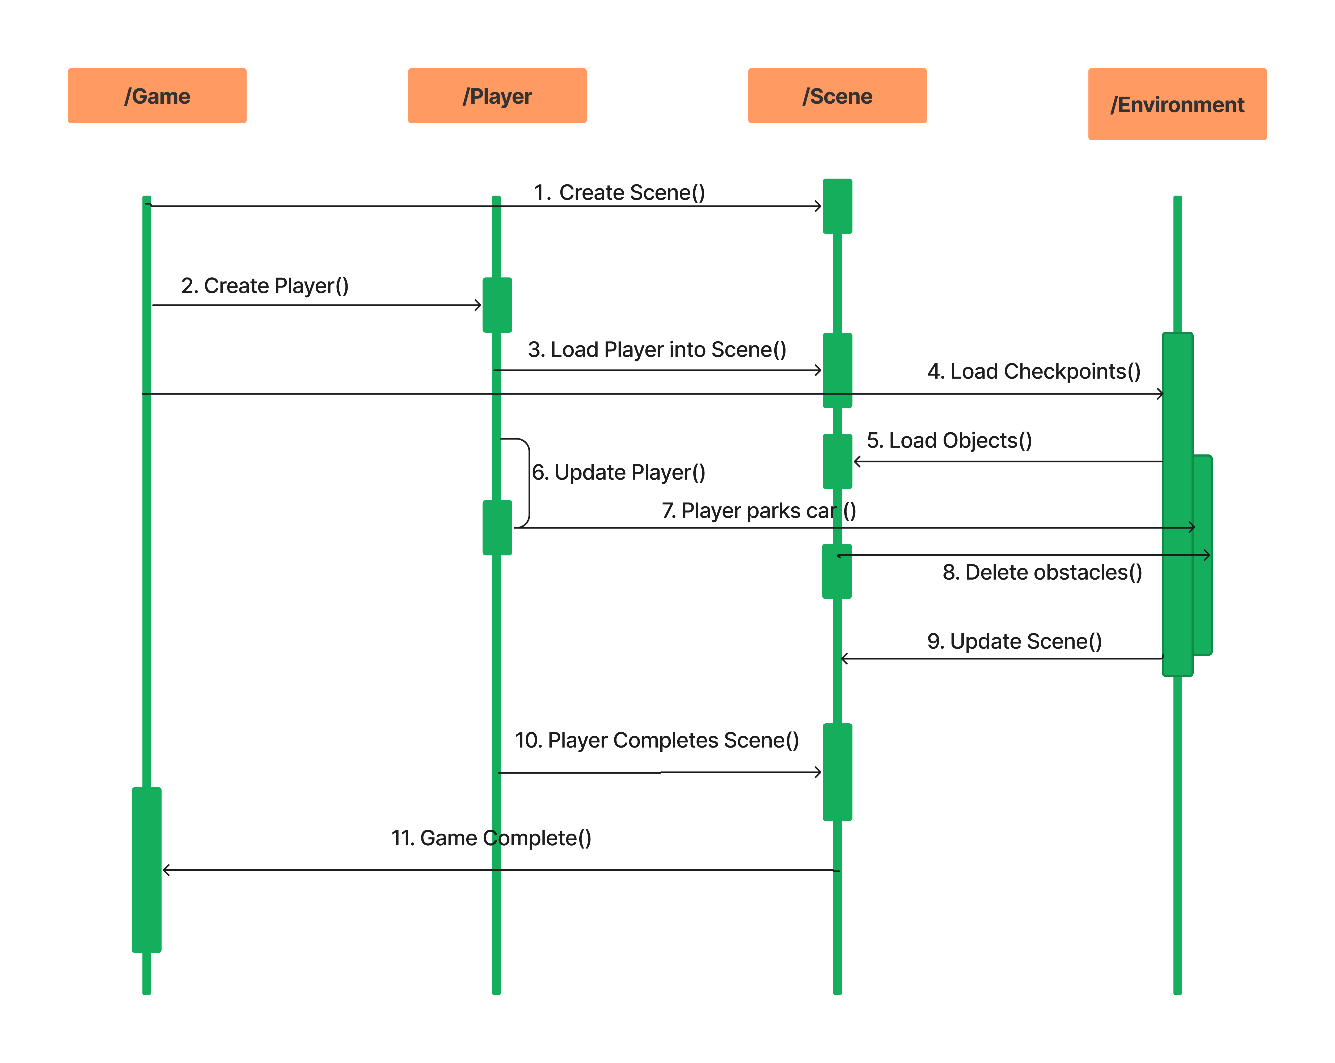 /Game
/Player
/Scene
/Environment
1. Create Scene()
2. Create Player()
3. Load Player into Scene()
4. Load Checkpoints()
5. Load Objects()
6. Update Player()
7. Player parks car ()
8. Delete obstacles()
9. Update Scene()
10. Player Completes Scene()
11. Game Complete()